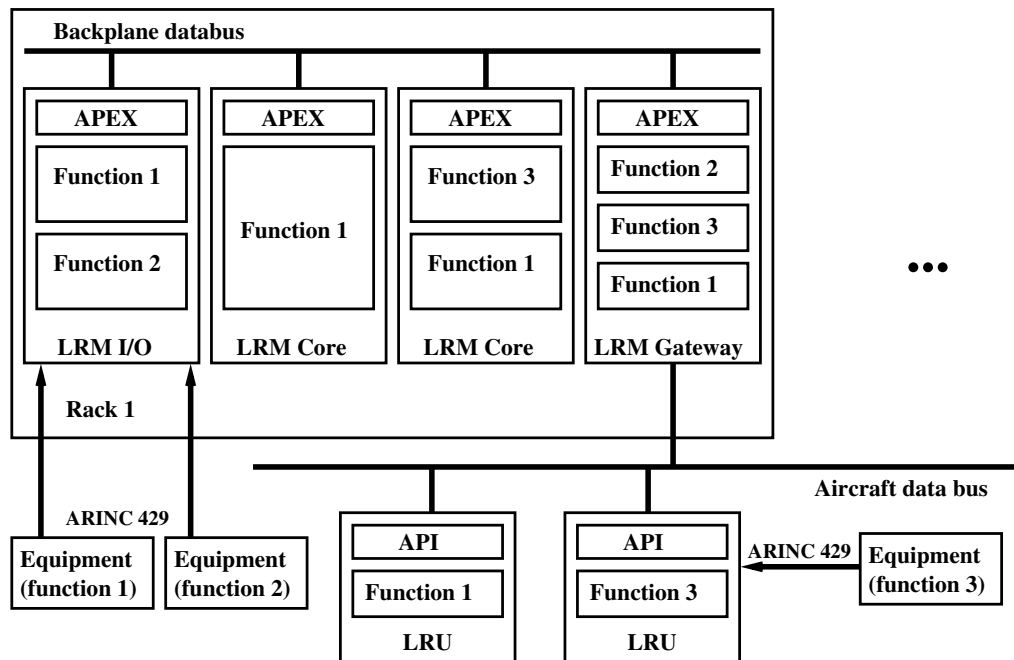 Backplane databus
APEX
Function 1
Function 2
LRM I/O
APEX
Function 1
LRM Core
APEX
Function 3
Function 1
LRM Core
APEX
Function 2
Function 3
Function 1
LRM Gateway
...
Rack 1
Aircraft data bus
ARINC 429
Equipment
(function 1)
Equipment
(function 2)
API
Function 1
LRU
API
Function 3
LRU
ARINC 429
Equipment
(function 3)